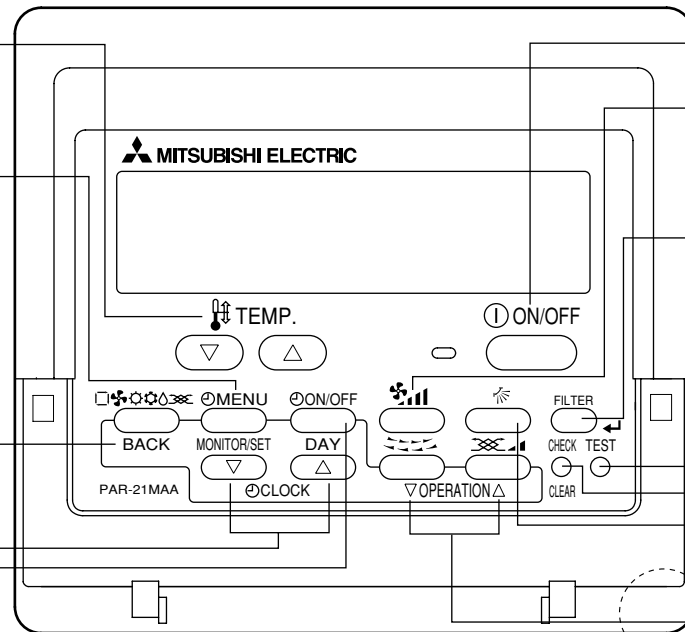 MITSUBISHI ELECTRIC
TEMP.
ON/OFF
MENU
ON/OFF
FILTER
BACK
MONITOR/SET
DAY
CHECK
TEST
PAR-21MAA
CLOCK
OPERATION
CLEAR